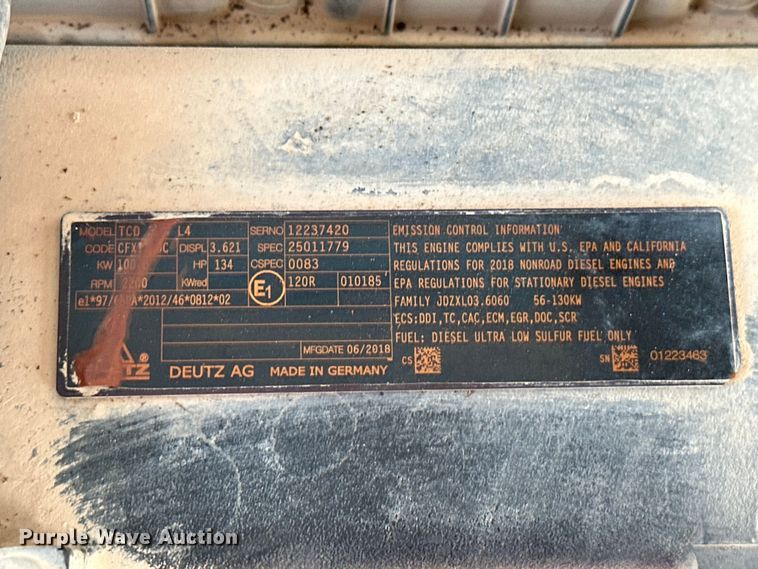 MODEL TCD L4 SERNO 12237420
CODE DISPL 3.621 SPEC 25011779
KW 100 HP 134 CSPEC 0083
RPM 2200 KWred E1 120R 010185
e1*97/ *2012/46*0812*02
MFGDATE 06/2018
DEUTZ AG MADE IN GERMANY
EMISSION CONTROL INFORMATION
THIS ENGINE COMPLIES WITH U.S. EPA AND CALIFORNIA
REGULATIONS FOR 2018 NONROAD DIESEL ENGINES AND
EPA REGULATIONS FOR STATIONARY DIESEL ENGINES
FAMILY JDZXL03.6060 56-130KW
ECS:DDI,TC,CAC,ECM,EGR,DOC,SCR
FUEL: DIESEL ULTRA LOW SULFUR FUEL ONLY
CS SN 01223463
Purple Wave Auction